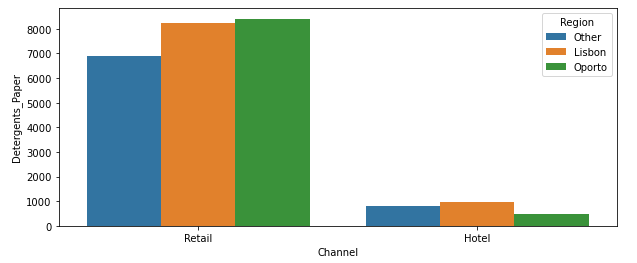 Detergents_Paper
8000
7000
6000
5000
4000
3000
2000
1000
0
Retail
Hotel
Channel
Region
Other
Lisbon
Oporto